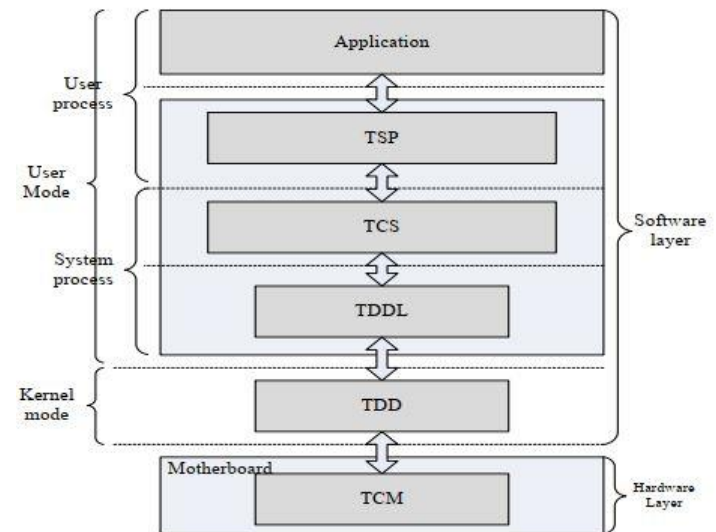 Application
User
process
TSP
User
Mode
TCS
Software
layer
System
process
TDDL
Kernel
mode
TDD
Motherboard
TCM
Hardware
Layer